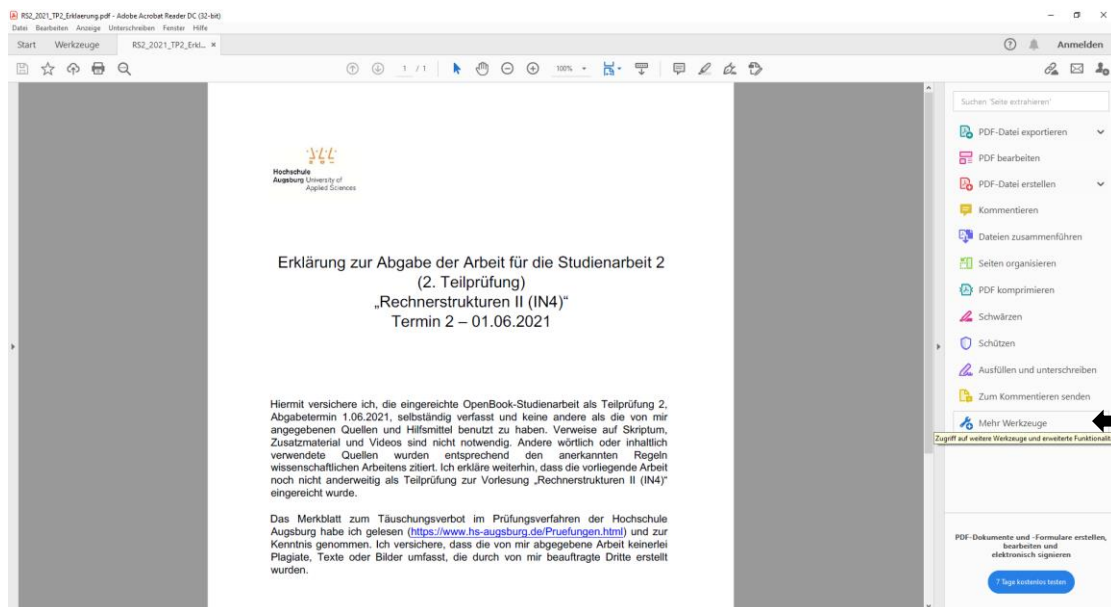 RS2_2021_TP2_Erklaerung.pdf - Adobe Acrobat Reader DC (32-bit)
Datei Bearbeiten Anzeige Unterschreiben Fenster Hilfe
Start Werkzeuge RS2_2021_TP2_Erkl... × Anmelden
1 / 1 100%
Suchen 'Seite extrahieren'
PDF-Datei exportieren
PDF bearbeiten
PDF-Datei erstellen
Kommentieren
Dateien zusammenführen
Seiten organisieren
PDF komprimieren
Schwärzen
Schützen
Ausfüllen und unterschreiben
Zum Kommentieren senden
Mehr Werkzeuge
Zugriff auf weitere Werkzeuge und erweiterte Funktionalit
PDF-Dokumente und -Formulare erstellen,
bearbeiten und
elektronisch signieren
7 Tage kostenlos testen
Hochschule
Augsburg University of
Applied Sciences
Erklärung zur Abgabe der Arbeit für die Studienarbeit 2
(2. Teilprüfung)
„Rechnerstrukturen II (IN4)“
Termin 2 – 01.06.2021
Hiermit versichere ich, die eingereichte OpenBook-Studienarbeit als Teilprüfung 2,
Abgabetermin 1.06.2021, selbständig verfasst und keine andere als die von mir
angegebenen Quellen und Hilfsmittel benutzt zu haben. Verweise auf Skriptum,
Zusatzmaterial und Videos sind nicht notwendig. Andere wörtlich oder inhaltlich
verwendete Quellen wurden entsprechend den anerkannten Regeln
wissenschaftlichen Arbeitens zitiert. Ich erkläre weiterhin, dass die vorliegende Arbeit
noch nicht anderweitig als Teilprüfung zur Vorlesung „Rechnerstrukturen II (IN4)“
eingereicht wurde.
Das Merkblatt zum Täuschungsverbot im Prüfungsverfahren der Hochschule
Augsburg habe ich gelesen (https://www.hs-augsburg.de/Pruefungen.html) und zur
Kenntnis genommen. Ich versichere, dass die von mir abgegebene Arbeit keinerlei
Plagiate, Texte oder Bilder umfasst, die durch von mir beauftragte Dritte erstellt
wurden.